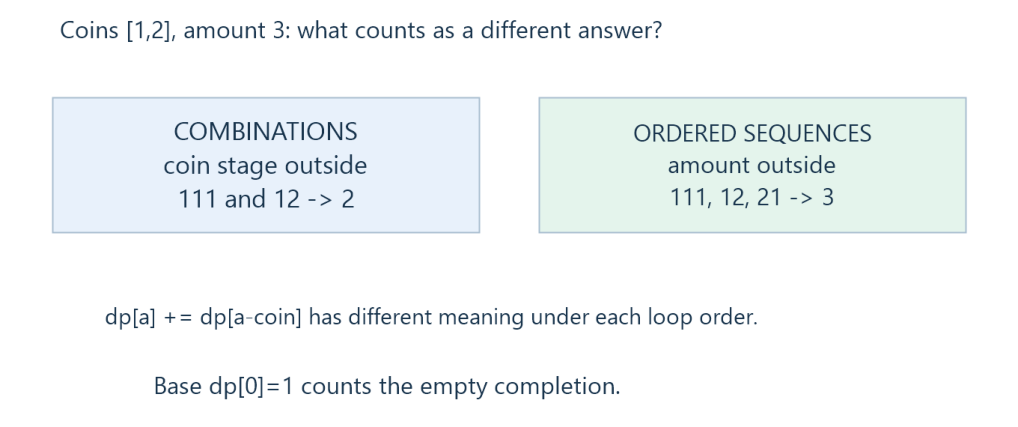 Coins [1,2], amount 3: what counts as a different answer?
COMBINATIONS
coin stage outside
111 and 12 -> 2
ORDERED SEQUENCES
amount outside
111, 12, 21 -> 3
dp[a] += dp[a-coin] has different meaning under each loop order.
Base dp[0]=1 counts the empty completion.